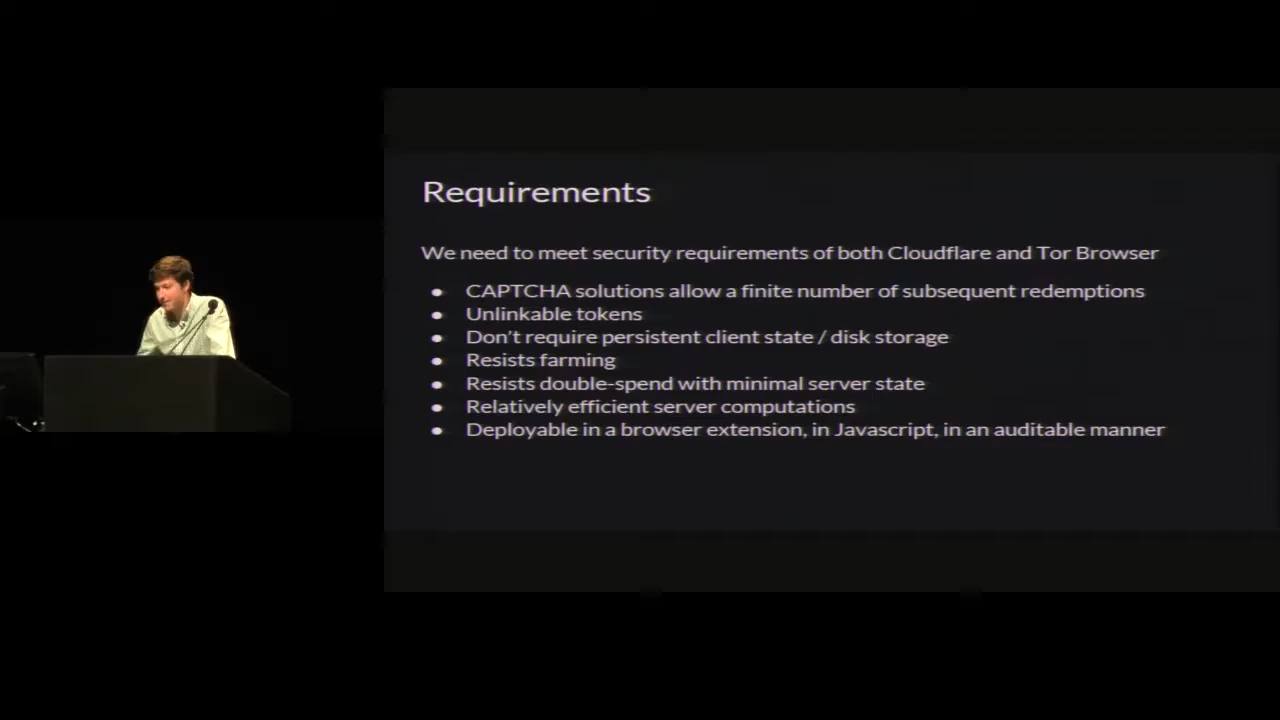 Requirements
We need to meet security requirements of both Cloudflare and Tor Browser
● CAPTCHA solutions allow a finite number of subsequent redemptions
● Unlinkable tokens
● Don't require persistent client state / disk storage
● Resists farming
● Resists double-spend with minimal server state
● Relatively efficient server computations
● Deployable in a browser extension, in Javascript, in an auditable manner